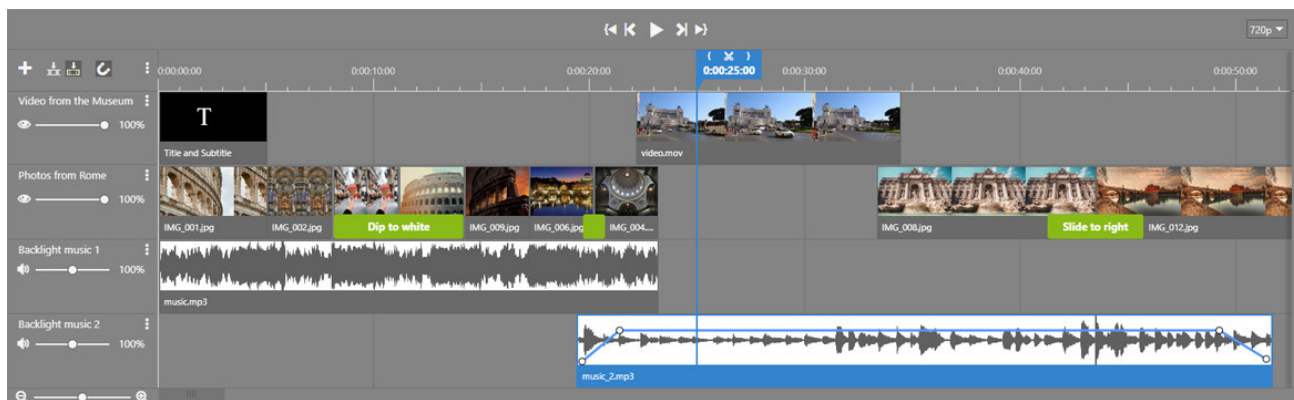 720p
0:00:00:00
0:00:10:00
0:00:20:00
0:00:25:00
0:00:30:00
0:00:40:00
0:00:50:00
Video from the Museum
100%
T
Title and Subtitle
video.mov
Photos from Rome
100%
IMG_001.jpg
IMG_002.jpg
Dip to white
IMG_009.jpg
IMG_006.jpg
IMG_004....
IMG_008.jpg
Slide to right
IMG_012.jpg
Backlight music 1
100%
music.mp3
Backlight music 2
100%
music_2.mp3